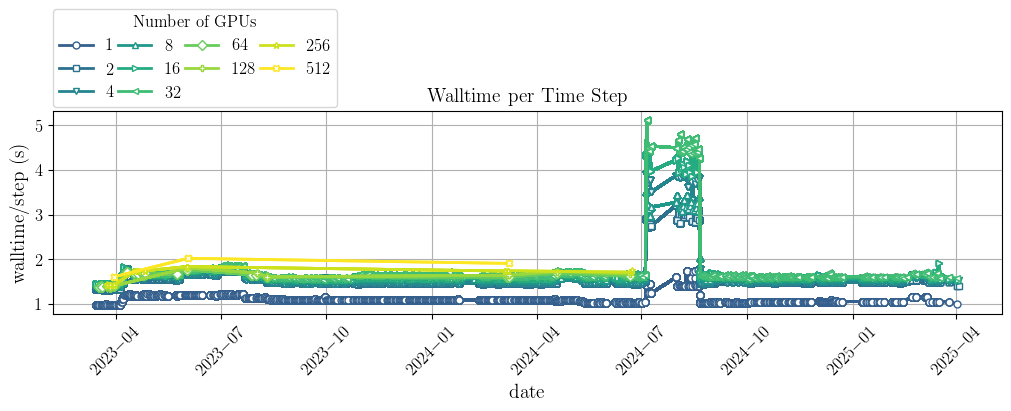 Number of GPUs
1 8 64 256
2 16 128 512
4 32
Walltime per Time Step
walltime/step (s)
5
4
3
2
1
2023−04 2023−07 2023−10 2024−01 2024−04 2024−07 2024−10 2025−01 2025−04
date